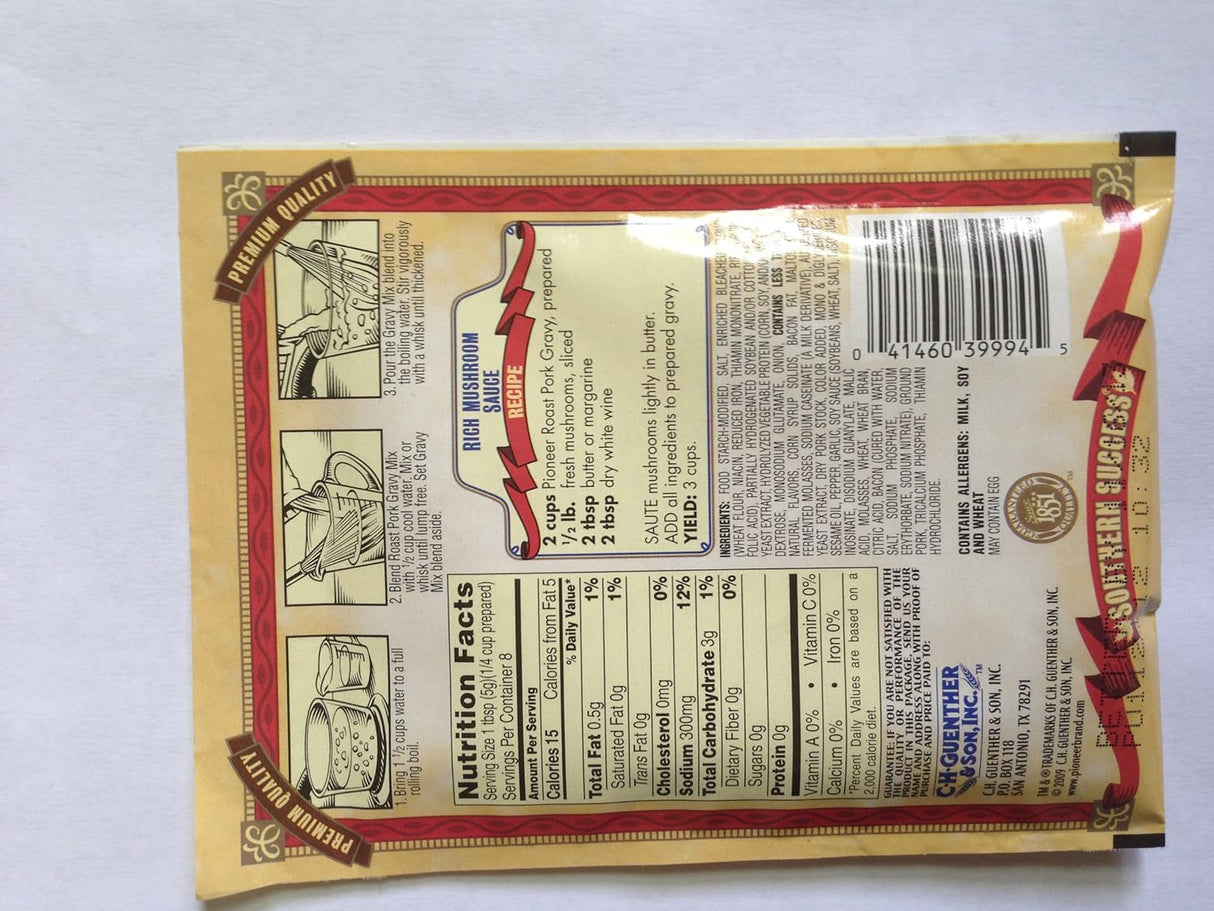 PREMIUM QUALITY
PREMIUM QUALITY
1. Bring 1 1/2 cups water to a full
rolling boil.
2. Blend Roast Pork Gravy Mix
with 1/2 cup cool water. Mix or
whisk until lump free. Set Gravy
Mix blend aside.
3. Pour the Gravy Mix blend into
the boiling water. Stir vigorously
with a whisk until thickened.
Nutrition Facts
Serving Size 1 tbsp (5g)(1/4 cup prepared)
Servings Per Container 8
Amount Per Serving
Calories 15 Calories from Fat 5
% Daily Value*
Total Fat 0.5g 1%
Saturated Fat 0g 1%
Trans Fat 0g
Cholesterol 0mg 0%
Sodium 300mg 12%
Total Carbohydrate 3g 1%
Dietary Fiber 0g 0%
Sugars 0g
Protein 0g
Vitamin A 0% • Vitamin C 0%
Calcium 0% • Iron 0%
*Percent Daily Values are based on a
2,000 calorie diet.
GUARANTEE: IF YOU ARE NOT SATISFIED WITH
THE QUALITY OR PERFORMANCE OF THE
PRODUCT IN THIS PACKAGE, SEND US YOUR
NAME AND ADDRESS ALONG WITH PROOF OF
PURCHASE AND PRICE PAID TO:
C·H·GUENTHER
& SON, INC.™
C.H. GUENTHER & SON, INC.
P.O. BOX 118
SAN ANTONIO, TX 78291
TM & ® TRADEMARKS OF C.H. GUENTHER & SON, INC.
© 2009 C.H. GUENTHER & SON, INC.
www.pioneerbrand.com
RICH MUSHROOM
SAUCE
RECIPE
2 cups Pioneer Roast Pork Gravy, prepared
1/2 lb. fresh mushrooms, sliced
2 tbsp butter or margarine
2 tbsp dry white wine
SAUTE mushrooms lightly in butter.
ADD all ingredients to prepared gravy.
YIELD: 3 cups.
INGREDIENTS: FOOD STARCH-MODIFIED, SALT, ENRICHED BLEACHED
(WHEAT FLOUR, NIACIN, REDUCED IRON, THIAMIN MONONITRATE,
FOLIC ACID), PARTIALLY HYDROGENATED SOYBEAN AND/OR
YEAST EXTRACT, HYDROLYZED VEGETABLE PROTEIN (CORN, SOY, AND/
DEXTROSE, MONOSODIUM GLUTAMATE, ONION, CONTAINS LESS
NATURAL FLAVORS, CORN SYRUP SOLIDS, BACON FAT,
FERMENTED MOLASSES, SODIUM CASEINATE (A MILK DERIVATIVE),
YEAST EXTRACT, DRY PORK STOCK, COLOR ADDED, MONO &
SESAME OIL, PEPPER, GARLIC, SOY SAUCE (SOYBEANS, WHEAT, SALT),
INOSINATE, DISODIUM GUANYLATE, MALIC
ACID, MOLASSES, WHEAT, WHEAT BRAN,
CITRIC ACID, BACON (CURED WITH WATER,
SALT, SODIUM PHOSPHATE, SODIUM
ERYTHORBATE, SODIUM NITRATE), GROUND
PORK, TRICALCIUM PHOSPHATE, THIAMIN
HYDROCHLORIDE.
CONTAINS ALLERGENS: MILK, SOY
AND WHEAT
MAY CONTAIN EGG
GUARANTEED
Since
1851
™
0 41460 39994 5
SOUTHERN SUCCESS